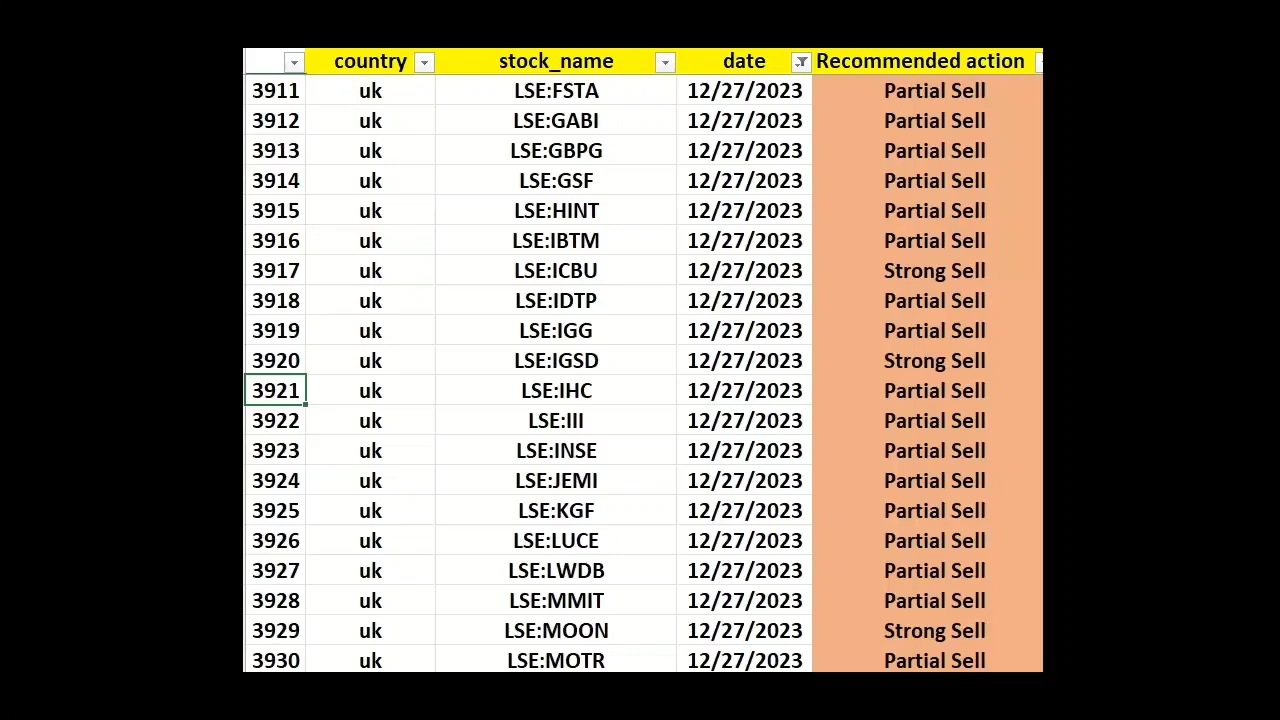 country stock_name date Recommended action
3911 uk LSE:FSTA 12/27/2023 Partial Sell
3912 uk LSE:GABI 12/27/2023 Partial Sell
3913 uk LSE:GBPG 12/27/2023 Partial Sell
3914 uk LSE:GSF 12/27/2023 Partial Sell
3915 uk LSE:HINT 12/27/2023 Partial Sell
3916 uk LSE:IBTM 12/27/2023 Partial Sell
3917 uk LSE:ICBU 12/27/2023 Strong Sell
3918 uk LSE:IDTP 12/27/2023 Partial Sell
3919 uk LSE:IGG 12/27/2023 Partial Sell
3920 uk LSE:IGSD 12/27/2023 Strong Sell
3921 uk LSE:IHC 12/27/2023 Partial Sell
3922 uk LSE:III 12/27/2023 Partial Sell
3923 uk LSE:INSE 12/27/2023 Partial Sell
3924 uk LSE:JEMI 12/27/2023 Partial Sell
3925 uk LSE:KGF 12/27/2023 Partial Sell
3926 uk LSE:LUCE 12/27/2023 Partial Sell
3927 uk LSE:LWDB 12/27/2023 Partial Sell
3928 uk LSE:MMIT 12/27/2023 Partial Sell
3929 uk LSE:MOON 12/27/2023 Strong Sell
3930 uk LSE:MOTR 12/27/2023 Partial Sell